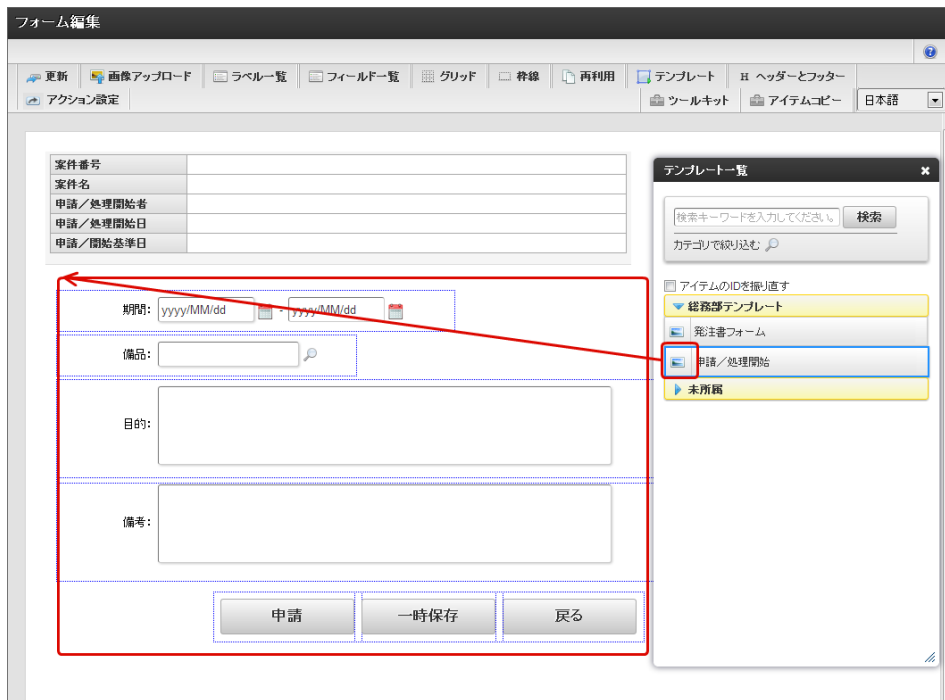 フォーム編集
更新 画像アップロード ラベル一覧 フィールド一覧 グリッド 枠線 再利用 テンプレート H ヘッダーとフッター
アクション設定 ツールキット アイテムコピー 日本語
案件番号
案件名
申請／処理開始者
申請／処理開始日
申請／開始基準日
テンプレート一覧
検索キーワードを入力してください。 検索
カテゴリで絞り込む
アイテムのIDを振り直す
総務部テンプレート
発注書フォーム
申請／処理開始
未所属
期間: yyyy/MM/dd - yyyy/MM/dd
備品:
目的:
備考:
申請 一時保存 戻る